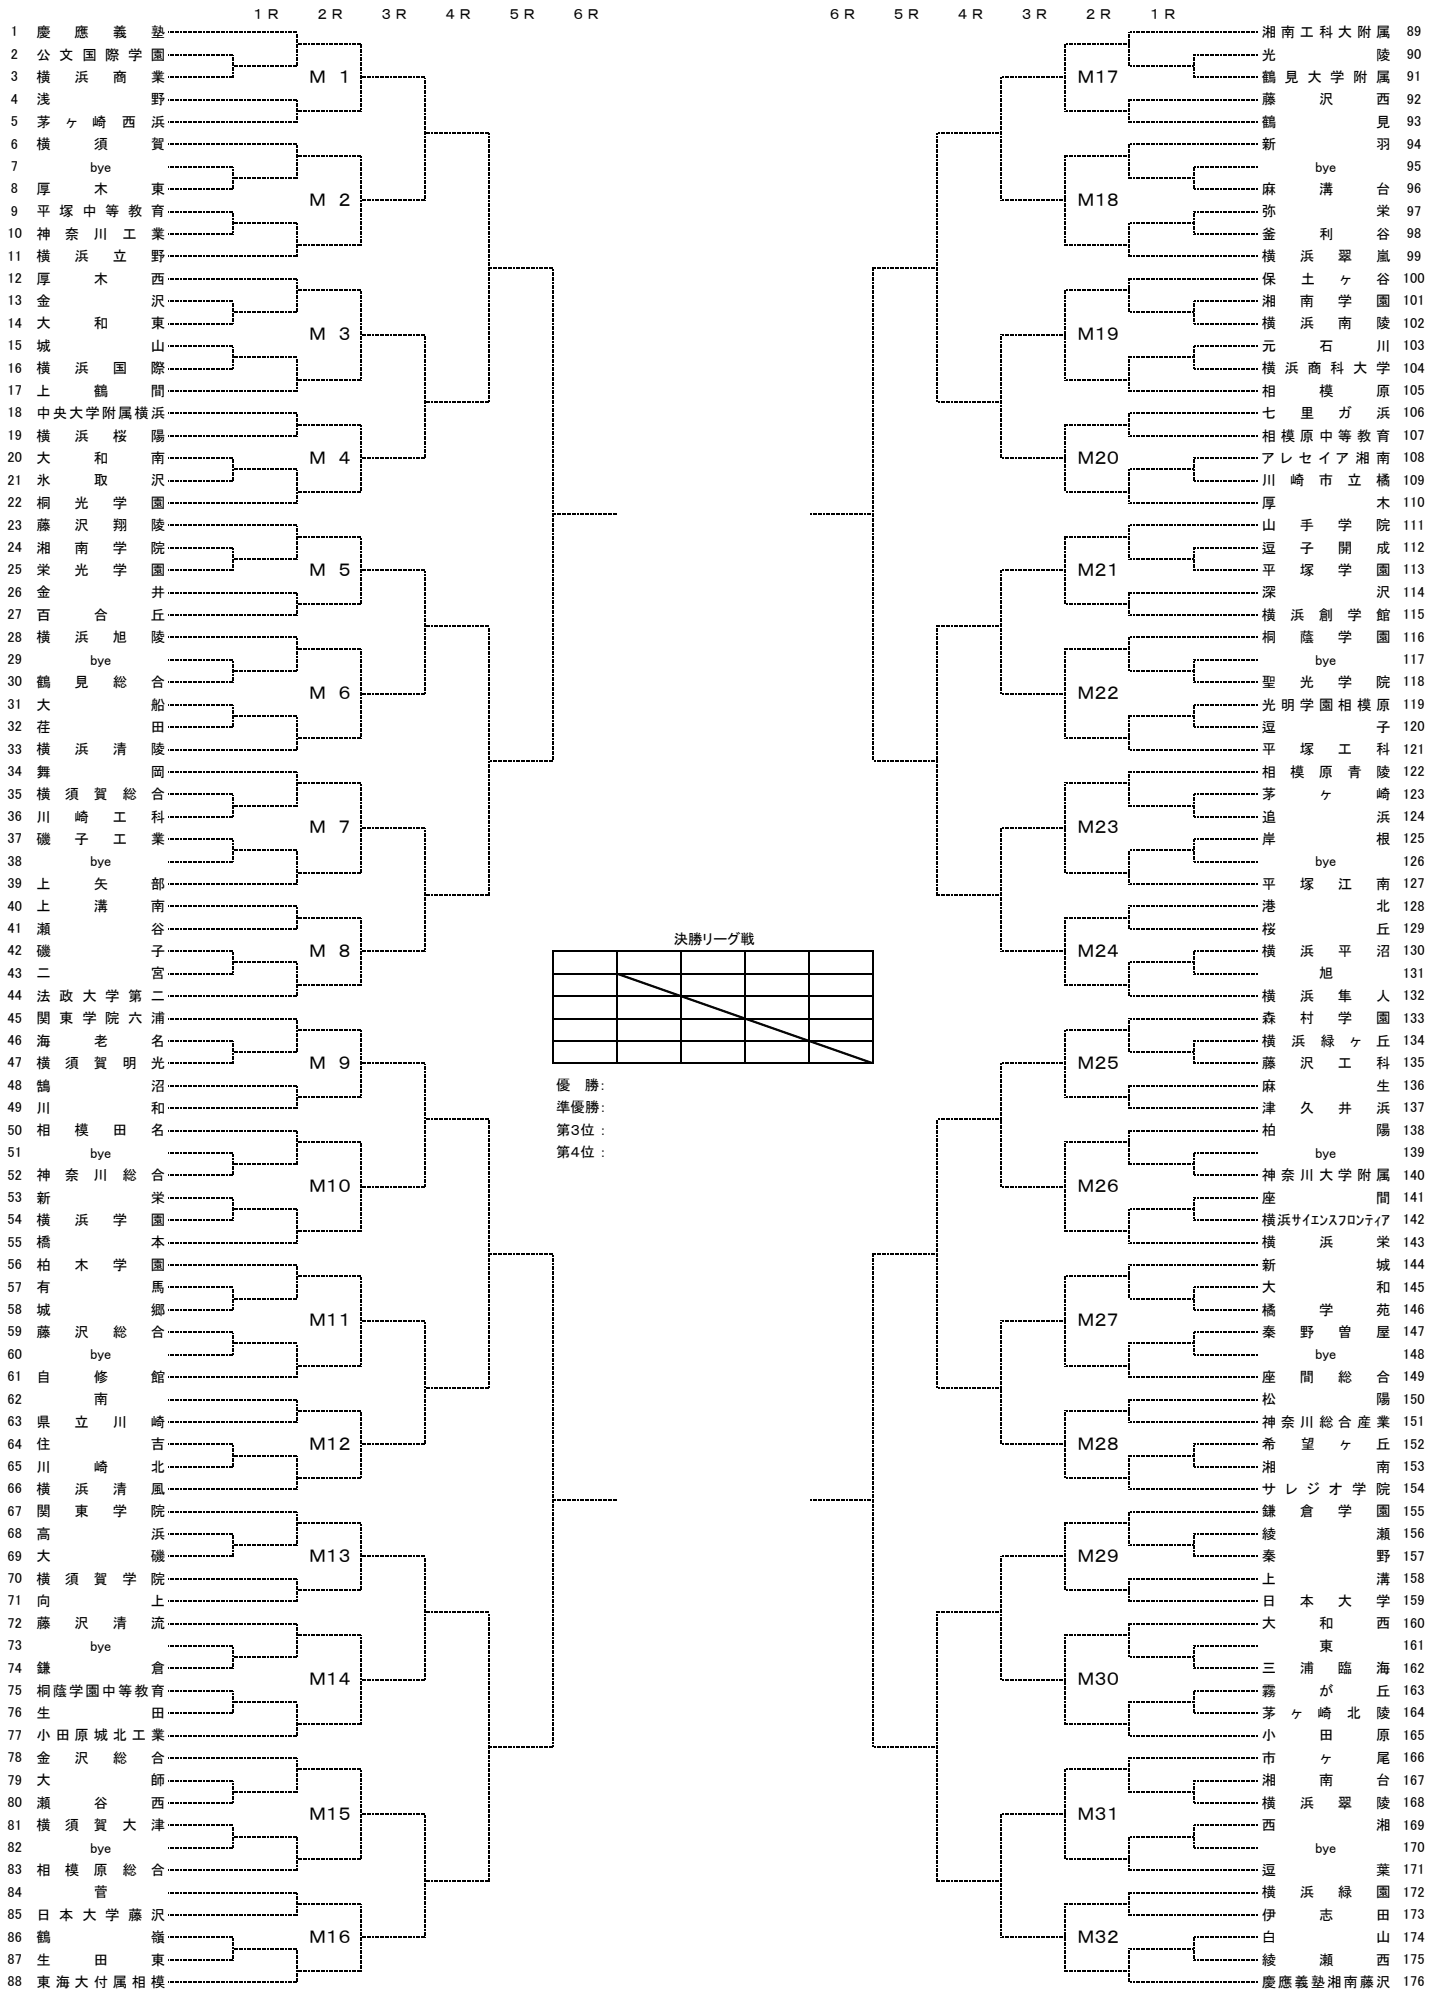 1R 2R 3R 4R 5R 6R
1 慶應義塾
2 公文国際学園
3 横浜商業
4 浅野
5 茅ヶ崎西浜
6 横須賀
7 bye
8 厚木東
9 平塚中等教育
10 神奈川工業
11 横浜立野
12 厚木西
13 金沢
14 大和東
15 城山
16 横浜国際
17 上鶴間
18 中央大学附属横浜
19 横浜桜陽
20 大和南
21 氷取沢
22 桐光学園
23 藤沢翔陵
24 湘南学院
25 栄光学園
26 金井
27 百合丘
28 横浜旭陵
29 bye
30 鶴見総合
31 大船
32 荏田
33 横浜清陵
34 舞岡
35 横須賀総合
36 川崎工科
37 磯子工業
38 bye
39 上矢部
40 上溝南
41 瀬谷
42 磯子
43 二宮
44 法政大学第二
45 関東学院六浦
46 海老名
47 横須賀明光
48 鵠沼
49 川和
50 相模田名
51 bye
52 神奈川総合
53 新栄
54 横浜学園
55 橋本
56 柏木学園
57 有馬
58 城郷
59 藤沢総合
60 bye
61 自修館
62 南
63 県立川崎
64 住吉
65 川崎北
66 横浜清風
67 関東学院
68 高浜
69 大磯
70 横須賀学院
71 向上
72 藤沢清流
73 bye
74 鎌倉
75 桐蔭学園中等教育
76 生田
77 小田原城北工業
78 金沢総合
79 大師
80 瀬谷西
81 横須賀大津
82 bye
83 相模原総合
84 菅
85 日本大学藤沢
86 鶴嶺
87 生田東
88 東海大付属相模
M 1
M 2
M 3
M 4
M 5
M 6
M 7
M 8
M 9
M10
M11
M12
M13
M14
M15
M16
決勝リーグ戦
優 勝：
準優勝：
第3位：
第4位：
6R 5R 4R 3R 2R 1R
M17
M18
M19
M20
M21
M22
M23
M24
M25
M26
M27
M28
M29
M30
M31
M32
湘南工科大附属 89
光陵 90
鶴見大学附属 91
藤沢西 92
鶴見 93
新羽 94
bye 95
麻溝台 96
弥栄 97
釜利谷 98
横浜翠嵐 99
保土ヶ谷 100
湘南学園 101
横浜南陵 102
元石川 103
横浜商科大学 104
相模原 105
七里ガ浜 106
相模原中等教育 107
アレセイア湘南 108
川崎市立橘 109
厚木 110
山手学院 111
逗子開成 112
平塚学園 113
深沢 114
横浜創学館 115
桐蔭学園 116
bye 117
聖光学院 118
光明学園相模原 119
逗子 120
平塚工科 121
相模原青陵 122
茅ヶ崎 123
追浜 124
岸根 125
bye 126
平塚江南 127
港北 128
桜丘 129
横浜平沼 130
旭 131
横浜隼人 132
森村学園 133
横浜緑ヶ丘 134
藤沢工科 135
麻生 136
津久井浜 137
柏陽 138
bye 139
神奈川大学附属 140
座間 141
横浜サイエンスフロンティア 142
横浜栄 143
新城 144
大和 145
橘学苑 146
秦野曽屋 147
bye 148
座間総合 149
松陽 150
神奈川総合産業 151
希望ヶ丘 152
湘南 153
サレジオ学院 154
鎌倉学園 155
綾瀬 156
秦野 157
上溝 158
日本大学 159
大和西 160
東 161
三浦臨海 162
霧が丘 163
茅ヶ崎北陵 164
小田原 165
市ヶ尾 166
湘南台 167
横浜翠陵 168
西湘 169
bye 170
逗葉 171
横浜緑園 172
伊志田 173
白山 174
綾瀬西 175
慶應義塾湘南藤沢 176